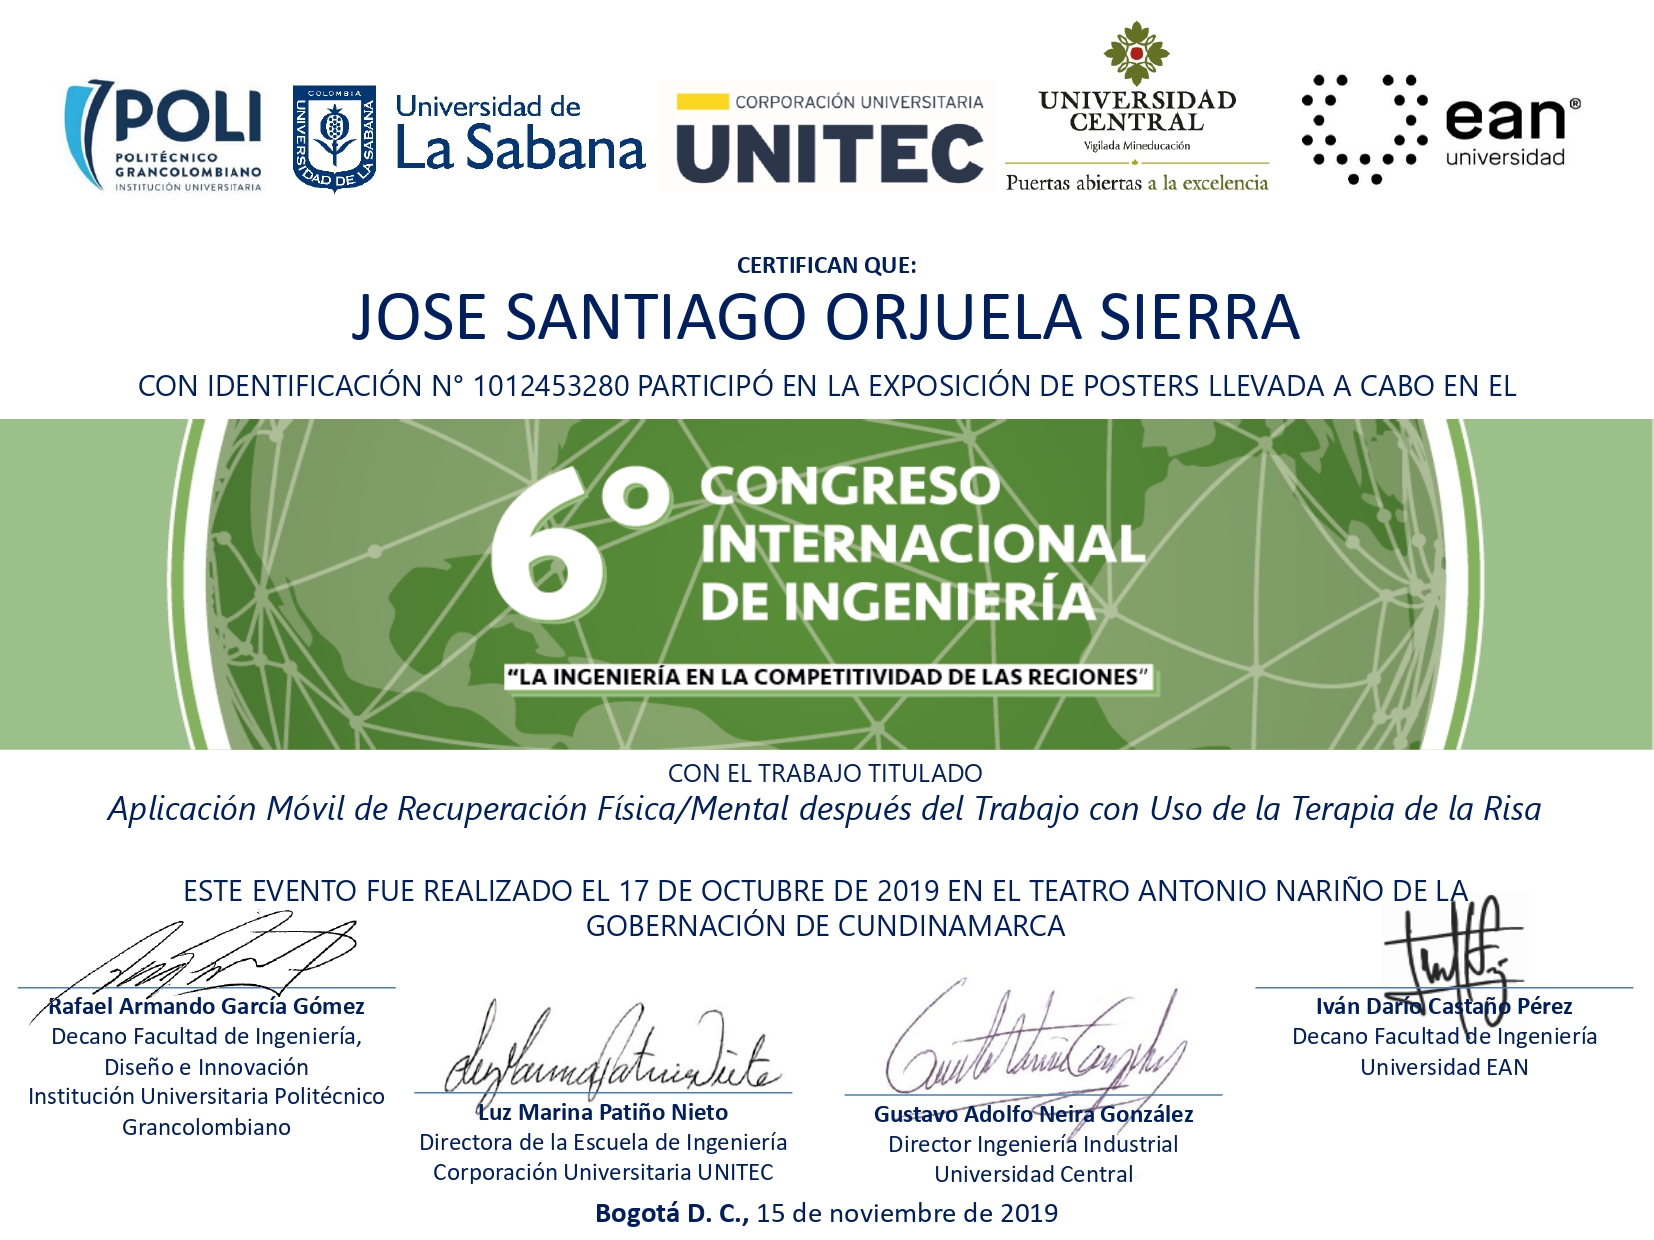 POLI
POLITÉCNICO
GRANCOLOMBIANO
INSTITUCIÓN UNIVERSITARIA
COLOMBIA
UNIVERSIDAD DE LA SABANA
Universidad de
La Sabana
CORPORACIÓN UNIVERSITARIA
UNITEC
UNIVERSIDAD
CENTRAL
Vigilada Mineducación
Puertas abiertas a la excelencia
ean®
universidad
CERTIFICAN QUE:
JOSE SANTIAGO ORJUELA SIERRA
CON IDENTIFICACIÓN N° 1012453280 PARTICIPÓ EN LA EXPOSICIÓN DE POSTERS LLEVADA A CABO EN EL
6° CONGRESO
INTERNACIONAL
DE INGENIERÍA
“LA INGENIERÍA EN LA COMPETITIVIDAD DE LAS REGIONES”
CON EL TRABAJO TITULADO
Aplicación Móvil de Recuperación Física/Mental después del Trabajo con Uso de la Terapia de la Risa
ESTE EVENTO FUE REALIZADO EL 17 DE OCTUBRE DE 2019 EN EL TEATRO ANTONIO NARIÑO DE LA
GOBERNACIÓN DE CUNDINAMARCA
Rafael Armando García Gómez
Decano Facultad de Ingeniería,
Diseño e Innovación
Institución Universitaria Politécnico
Grancolombiano
Luz Marina Patiño Nieto
Luz Marina Patiño Nieto
Directora de la Escuela de Ingeniería
Corporación Universitaria UNITEC
Gustavo Adolfo Neira González
Director Ingeniería Industrial
Universidad Central
Iván Darío Castaño Pérez
Decano Facultad de Ingeniería
Universidad EAN
Bogotá D. C., 15 de noviembre de 2019